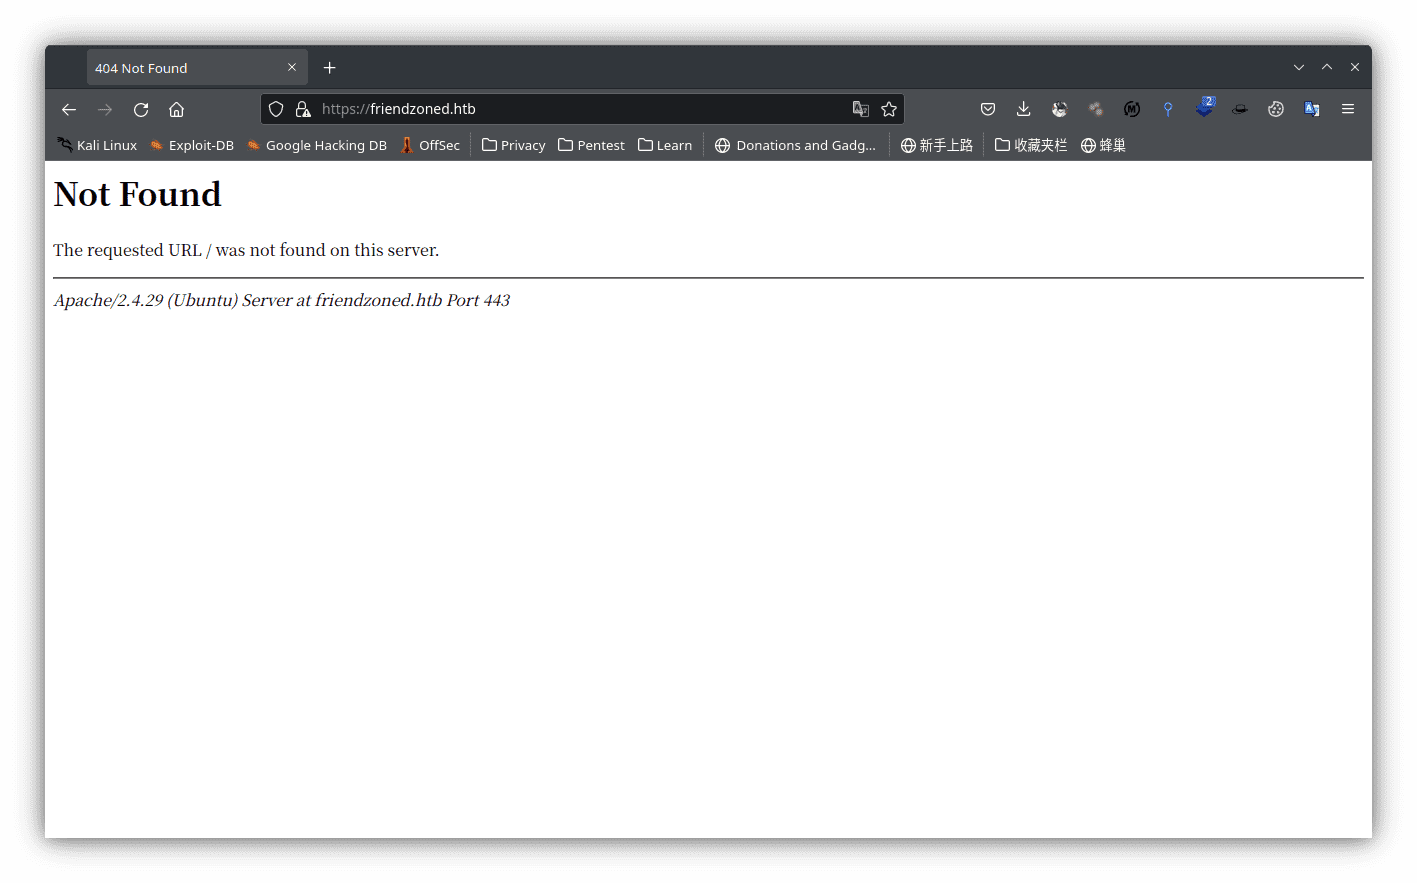 404 Not Found
https://friendzoned.htb
2
Kali Linux Exploit-DB Google Hacking DB OffSec Privacy Pentest Learn Donations and Gadg... 新手上路 收藏夹栏 蜂巢
Not Found
The requested URL / was not found on this server.
Apache/2.4.29 (Ubuntu) Server at friendzoned.htb Port 443